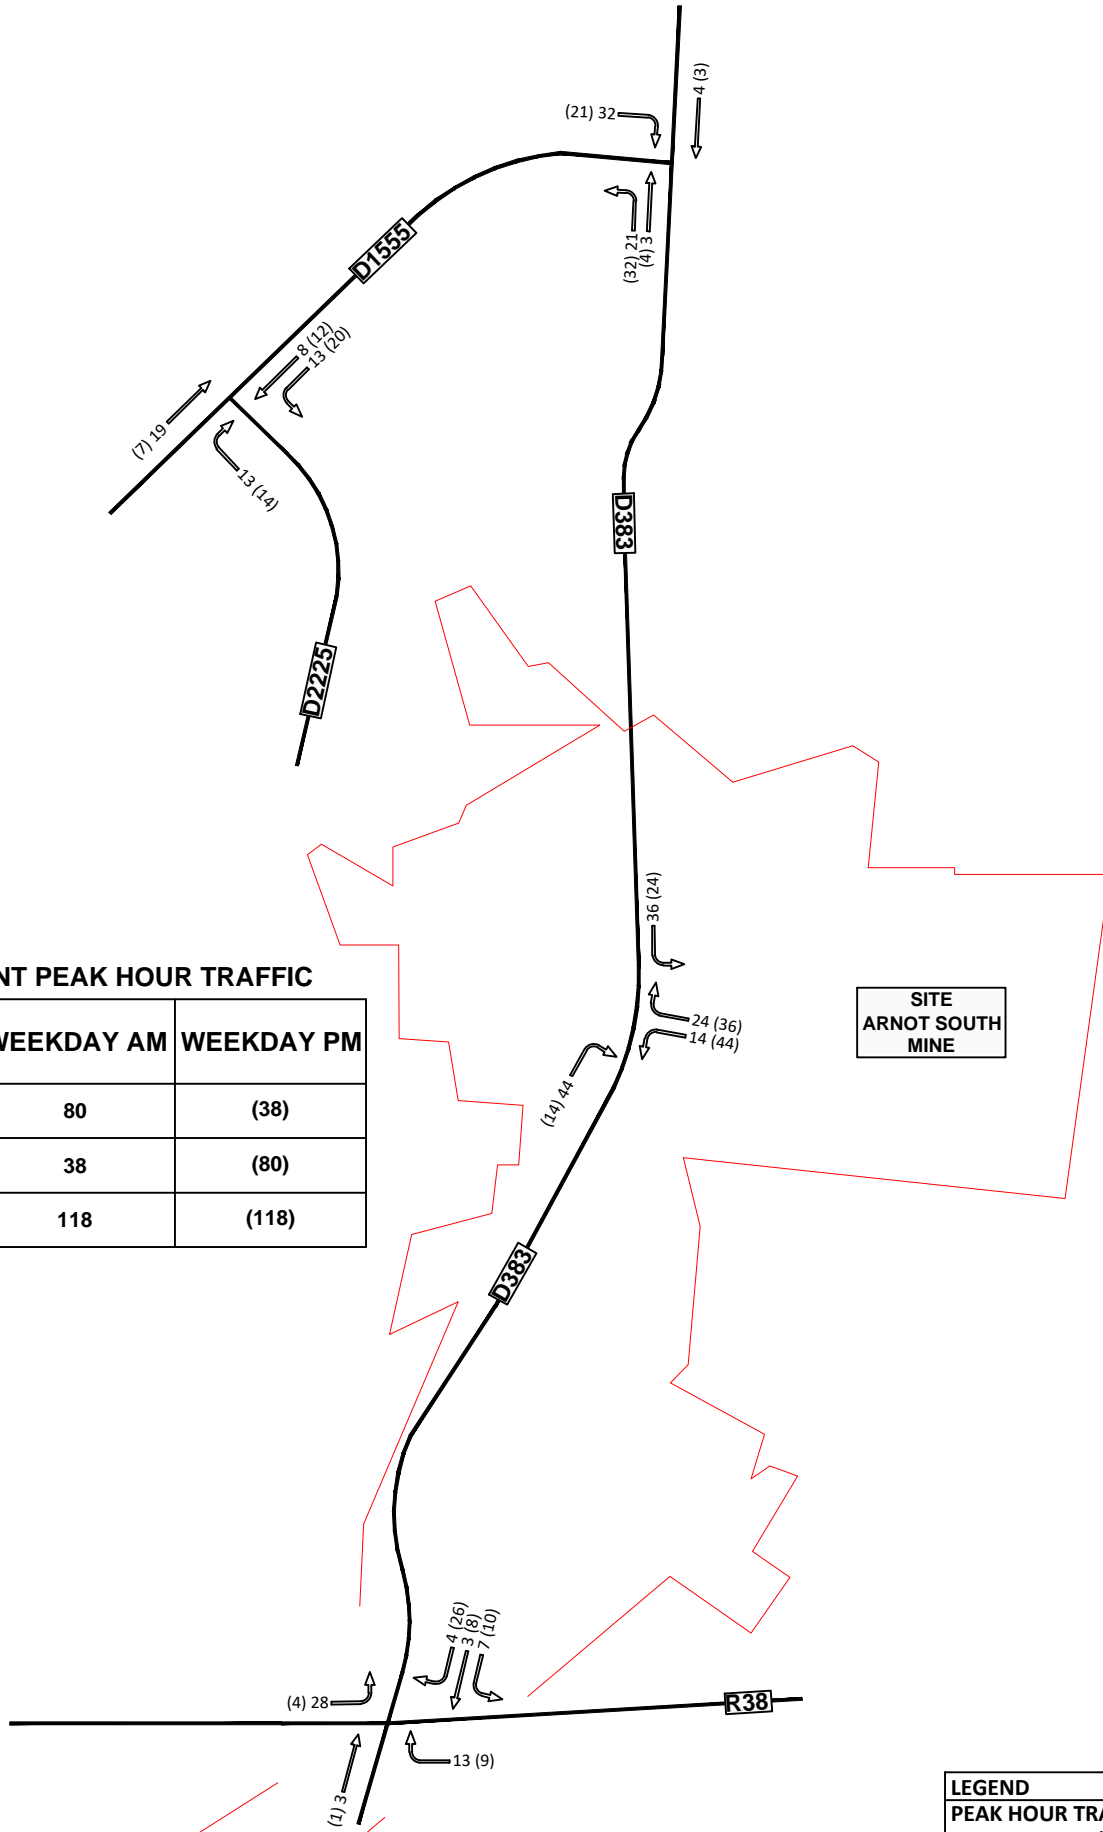 4 (3)
(21) 32
(32) 21
(4) 3
D1555
8 (12)
13 (20)
(7) 19
13 (14)
D383
D2225
36 (24)
NT PEAK HOUR TRAFFIC
WEEKDAY AM WEEKDAY PM
80 (38)
38 (80)
118 (118)
SITE
ARNOT SOUTH
MINE
24 (36)
14 (44)
(14) 44
D383
4 (26)
3 (8)
7 (10)
(4) 28
R38
13 (9)
(1) 3
LEGEND
PEAK HOUR TRA